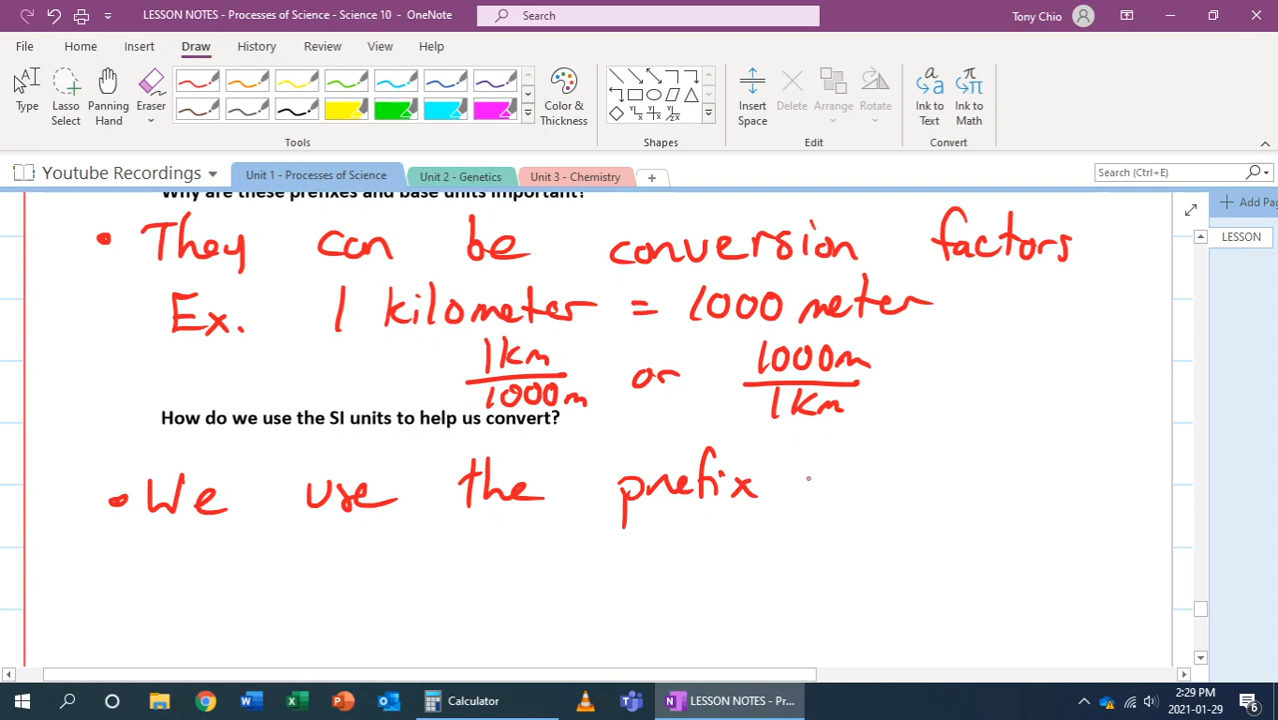 LESSON NOTES - Processes of Science - Science 10 - OneNote
Search
Tony Chio
File Home Insert Draw History Review View Help
Type
Lasso Select
Panning Hand
Eraser
Color & Thickness
Insert Space
Delete
Arrange
Rotate
Ink to Text
Ink to Math
Tools Shapes Edit Convert
Youtube Recordings
Unit 1 - Processes of Science
Unit 2 - Genetics
Unit 3 - Chemistry
Search (Ctrl+E)
Add Pag
LESSON
Why are these prefixes and base units important?
• They can be conversion factors
Ex. 1 kilometer = 1000 meter
1km/1000m or 1000m/1km
How do we use the SI units to help us convert?
• We use the prefix
Calculator
LESSON NOTES - Pr...
2:29 PM
2021-01-29
6